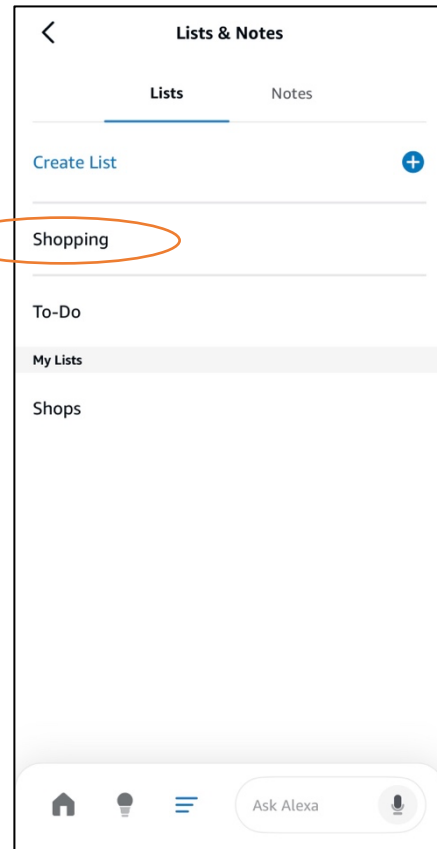 Lists & Notes
Lists Notes
Create List
Shopping
To-Do
My Lists
Shops
Ask Alexa